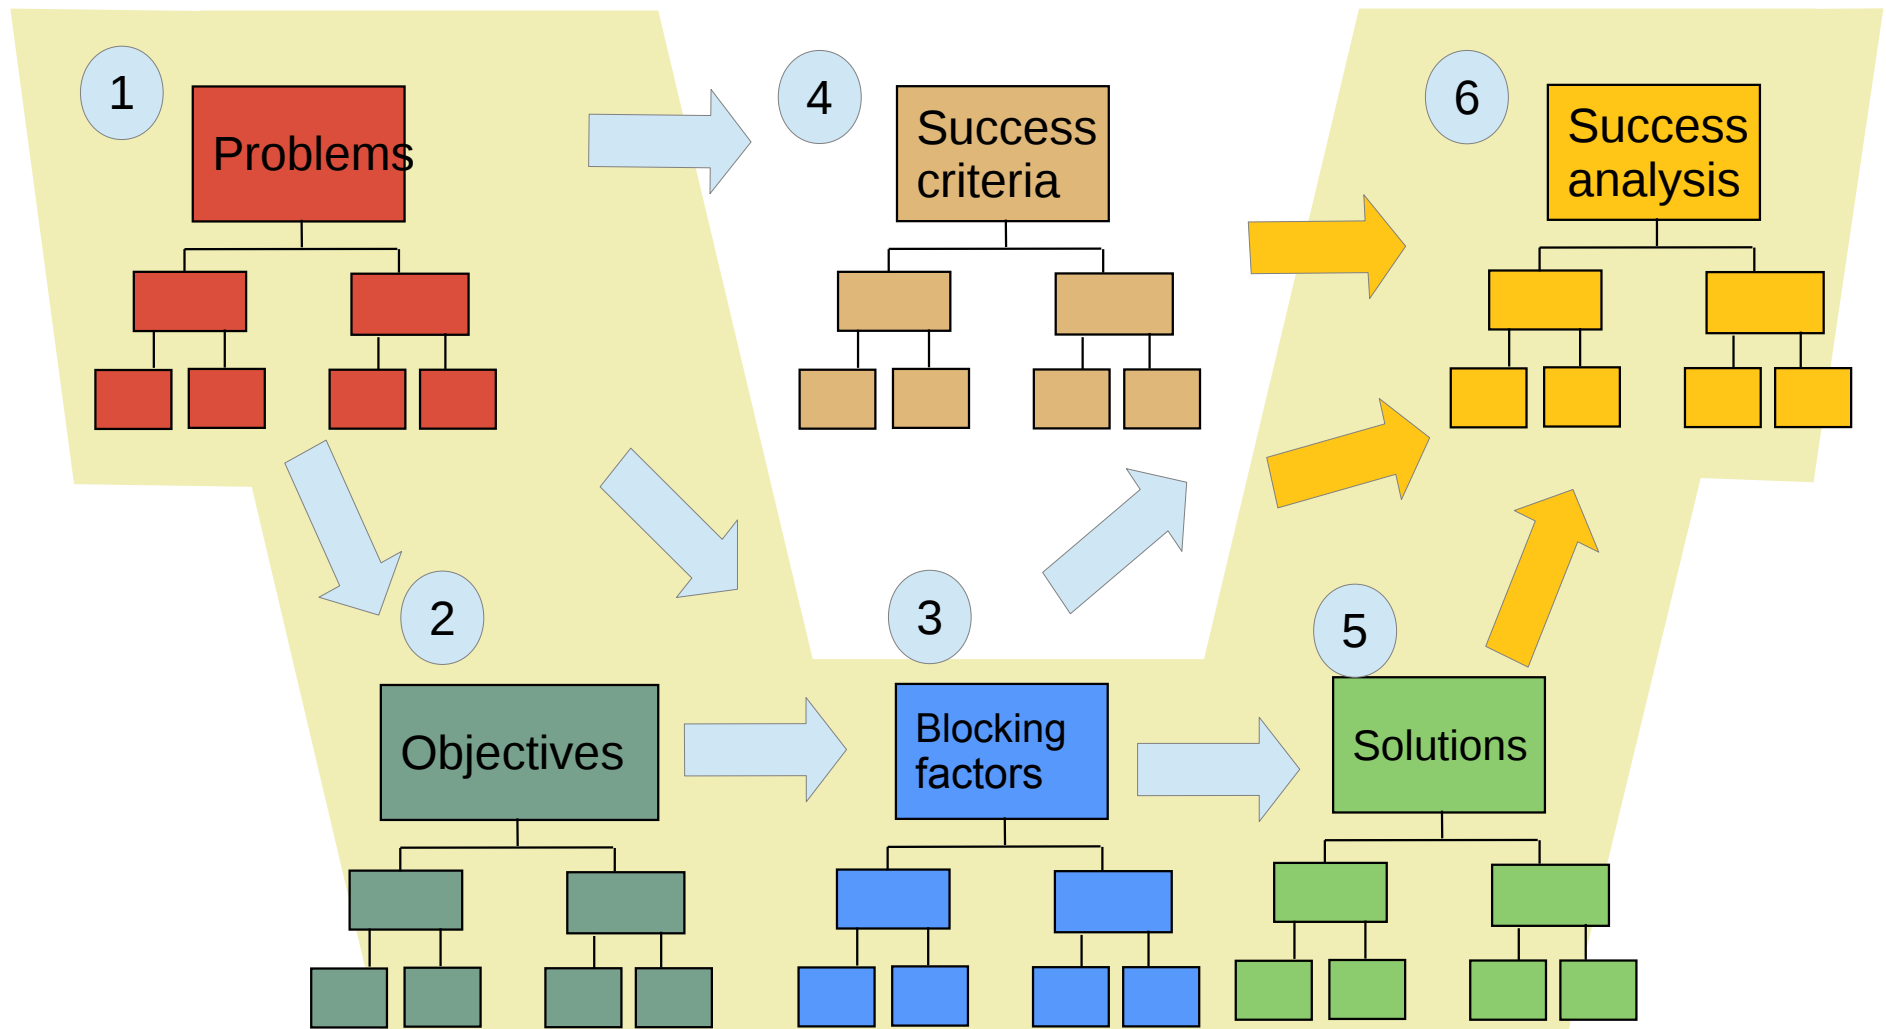 1
Problems
4
Success
criteria
6
Success
analysis
2
Objectives
3
Blocking
factors
5
Solutions